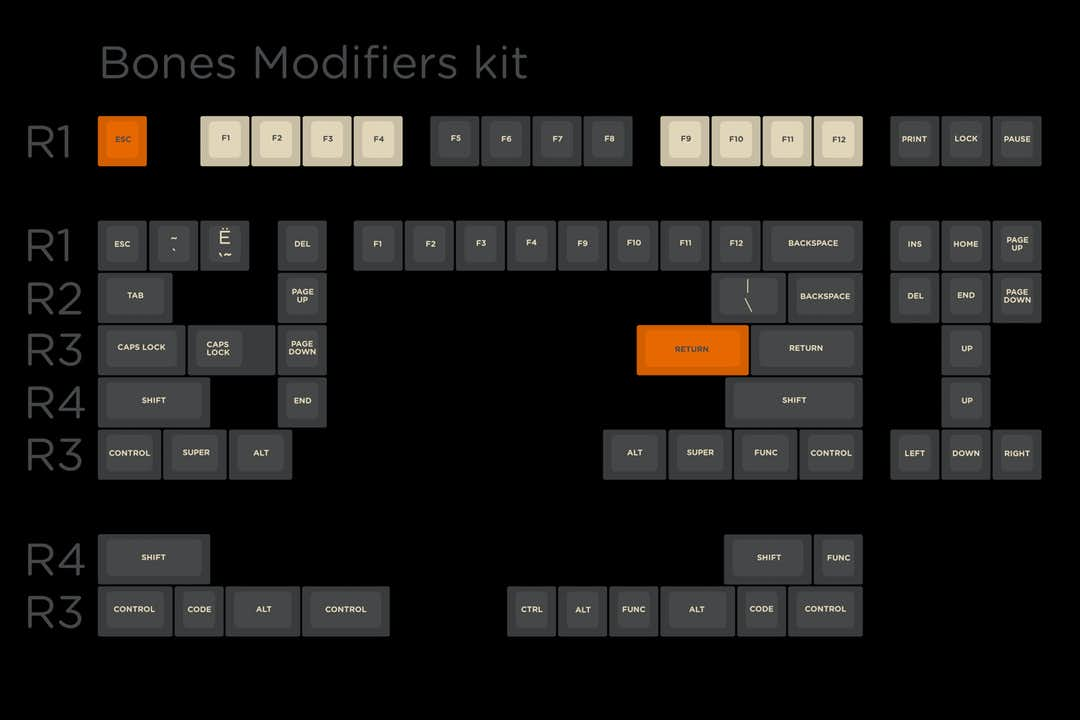 Bones Modifiers kit
R1 ESC F1 F2 F3 F4 F5 F6 F7 F8 F9 F10 F11 F12 PRINT LOCK PAUSE
R1 ESC ~ ` Ë `~ DEL F1 F2 F3 F4 F9 F10 F11 F12 BACKSPACE INS HOME PAGE UP
R2 TAB PAGE UP | \ BACKSPACE DEL END PAGE DOWN
R3 CAPS LOCK CAPS LOCK PAGE DOWN RETURN RETURN UP
R4 SHIFT END SHIFT UP
R3 CONTROL SUPER ALT ALT SUPER FUNC CONTROL LEFT DOWN RIGHT
R4 SHIFT SHIFT FUNC
R3 CONTROL CODE ALT CONTROL CTRL ALT FUNC ALT CODE CONTROL